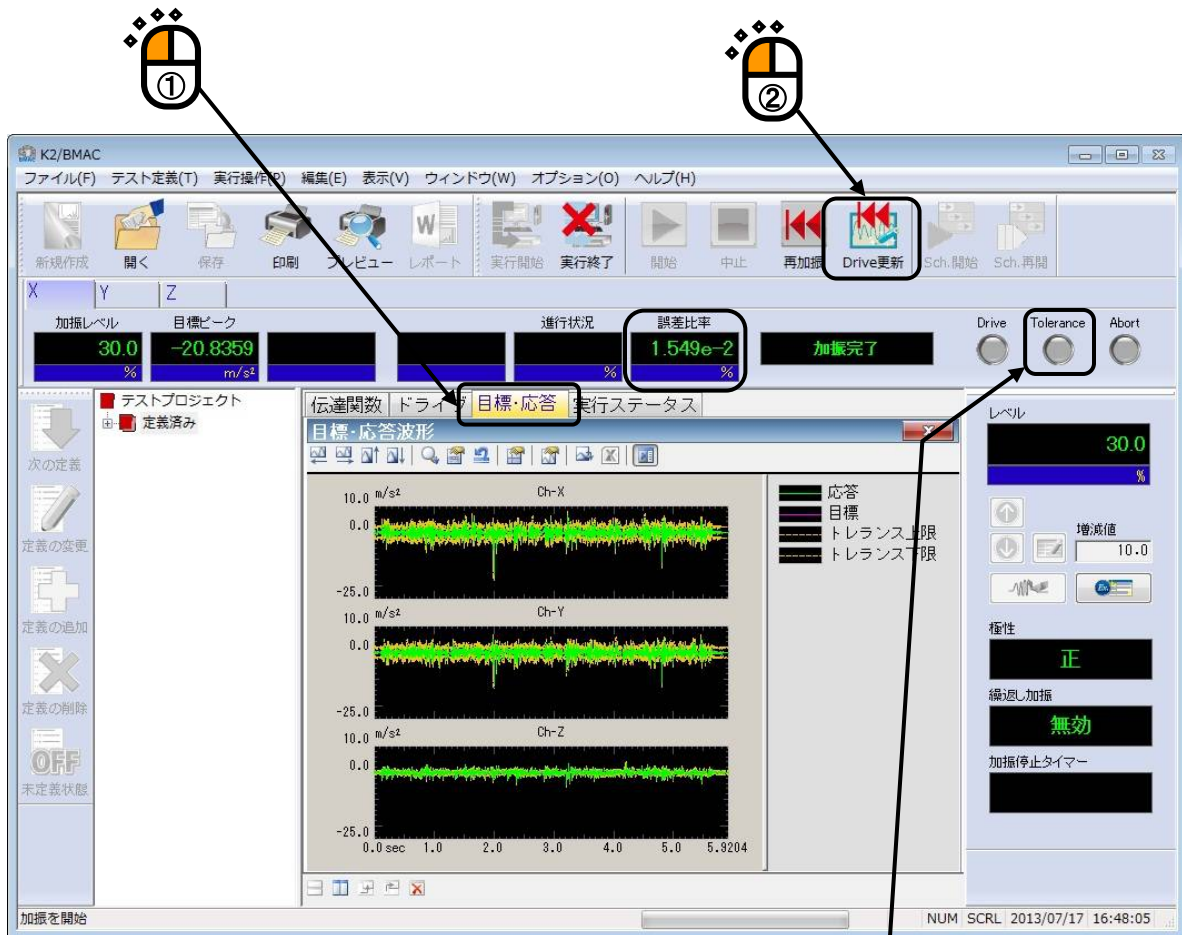 ①
②
K2/BMAC
ファイル(F) テスト定義(T) 実行操作(P) 編集(E) 表示(V) ウィンドウ(W) オプション(O) ヘルプ(H)
新規作成 開く 保存 印刷 プレビュー レポート 実行開始 実行終了 開始 中止 再加振 Drive更新 Sch.開始 Sch.再開
X Y Z
加振レベル 目標ピーク 進行状況 誤差比率 Drive Tolerance Abort
30.0 -20.8359 1.549e-2 加振完了
% m/s² % %
テストプロジェクト
定義済み
次の定義
定義の変更
定義の追加
定義の削除
OFF
未定義状態
伝達関数 ドライブ 目標・応答 実行ステータス
目標・応答波形
10.0 m/s² Ch-X
0.0
-25.0
10.0 m/s² Ch-Y
0.0
-25.0
10.0 m/s² Ch-Z
0.0
-25.0
0.0 sec 1.0 2.0 3.0 4.0 5.0 5.9204
応答
目標
トレランス上限
トレランス下限
レベル
30.0
%
増減値
10.0
極性
正
繰返し加振
無効
加振停止タイマー
加振を開始 NUM SCRL 2013/07/17 16:48:05